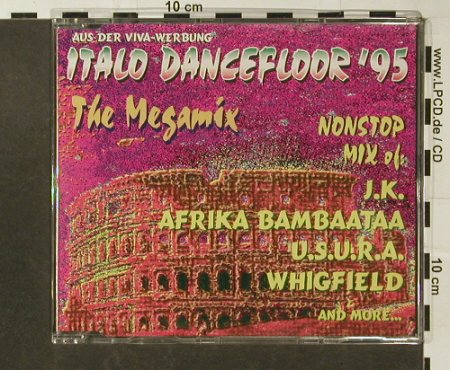 AUS DER VIVA-WERBUNG
ITALO DANCEFLOOR '95
The Megamix
NONSTOP
MIX of
J.K.
AFRIKA BAMBAATAA
U.S.U.R.A.
WHIGFIELD
&
AND MORE...
10 cm
10 cm
www.LPCD.de / CD